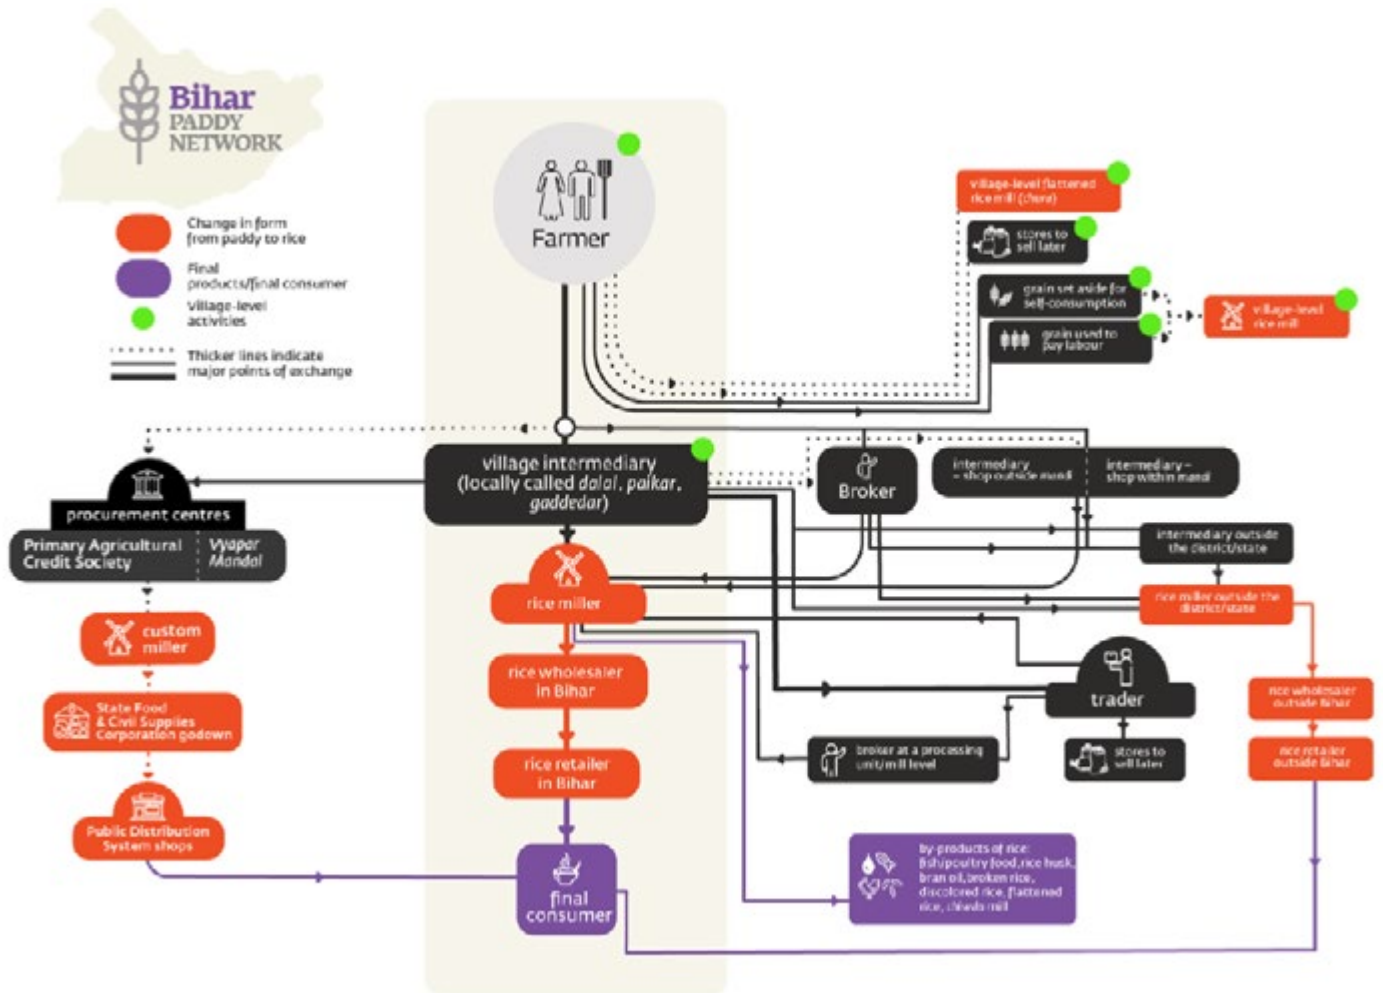 Bihar
PADDY
NETWORK
Change in form
from paddy to rice
Final
products/final consumer
Village-level
activities
Thicker lines indicate
major points of exchange
Farmer
village-level flattened
rice mill (chura)
stores to
sell later
grain set aside for
self-consumption
grain used to
pay labour
village-level
rice mill
village intermediary
(locally called dalal, paikar,
gaddedar)
Broker
intermediary
– shop outside mandi
intermediary –
shop within mandi
procurement centres
Primary Agricultural
Credit Society
Vyapar
Mandal
intermediary outside
the district/state
rice miller
rice miller outside the
district/state
custom
miller
rice wholesaler
in Bihar
trader
rice wholesaler
outside Bihar
State Food
& Civil Supplies
Corporation godown
rice retailer
in Bihar
broker at a processing
unit/mill level
stores to
sell later
rice retailer
outside Bihar
Public Distribution
System shops
final
consumer
by-products of rice:
fish/poultry food, rice husk,
bran oil, broken rice,
discolored rice, flattened
rice, mill